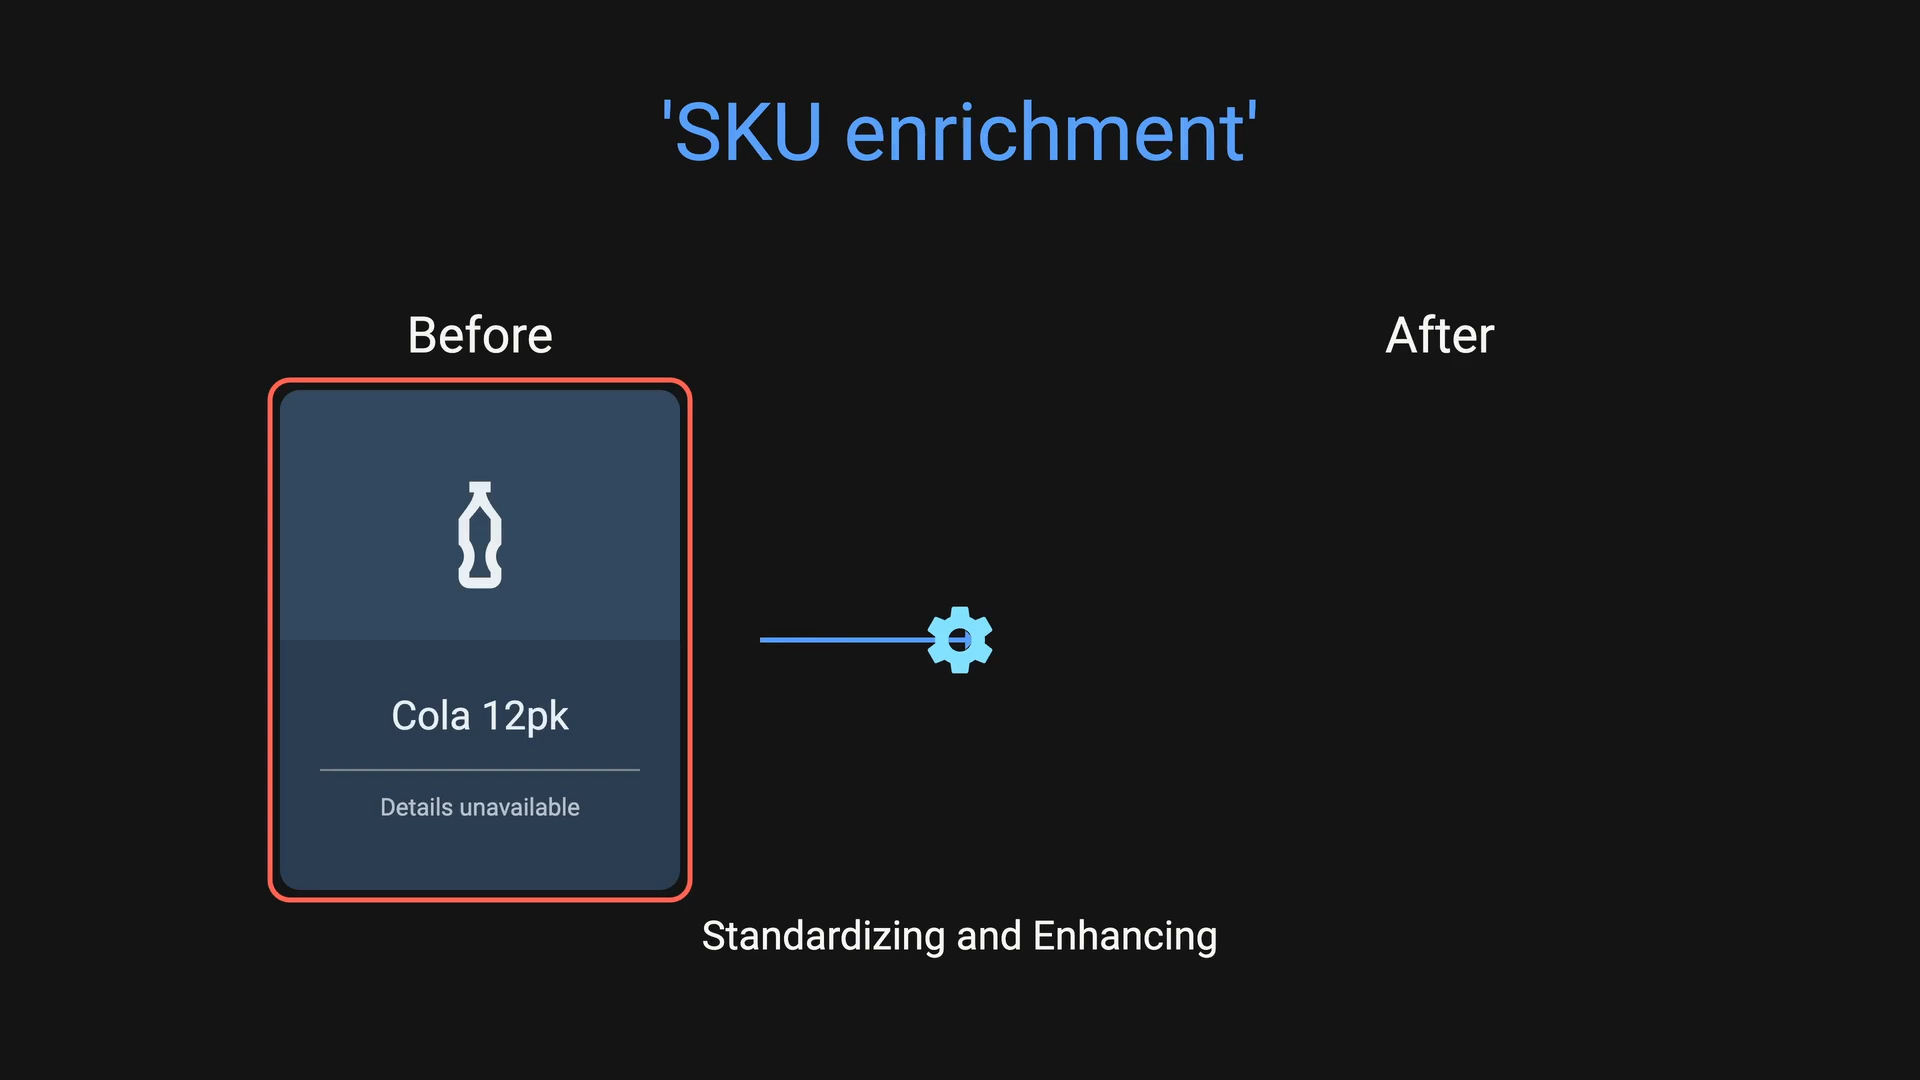 'SKU enrichment'
Before
After
Cola 12pk
Details unavailable
Standardizing and Enhancing